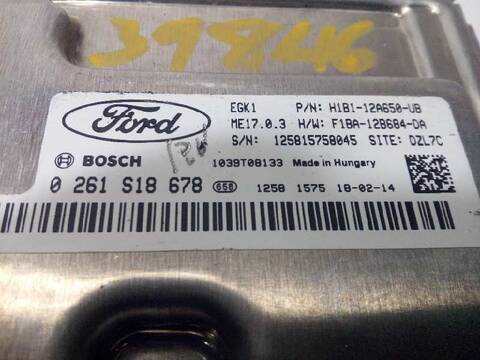 39846
Ford
EGK1 P/N: H1B1-12A650-UB
ME17.0.3 H/W: F1BA-12B684-DA
S/N: 125815758045 SITE: DZL7C
BOSCH 1039T08133 Made in Hungary
0 261 S18 678 658 1258 1575 18-02-14